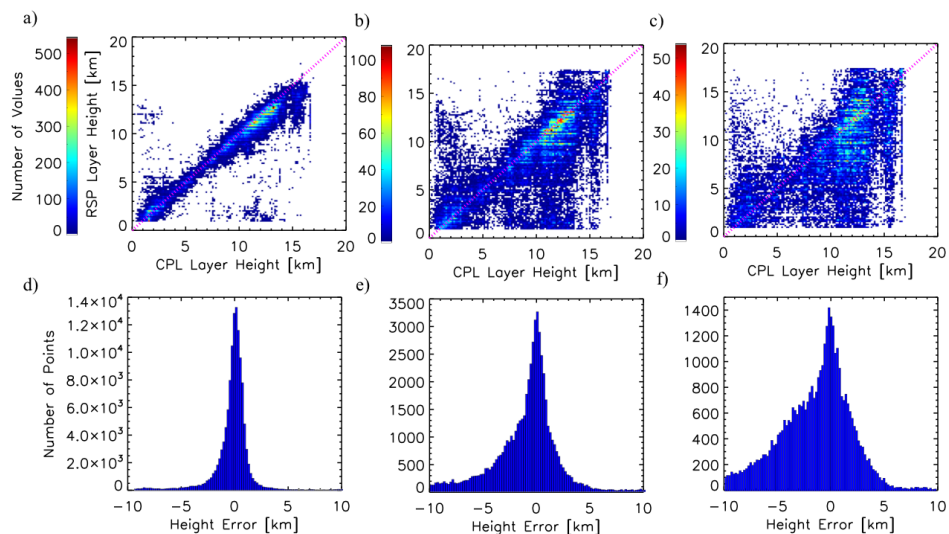 a)
b)
c)
Number of Values
500
400
300
200
100
0
RSP Layer Height [km]
20
15
10
5
0
0 5 10 15 20
CPL Layer Height [km]
100
80
60
40
20
0
20
15
10
5
0
0 5 10 15 20
CPL Layer Height [km]
50
40
30
20
10
0
20
15
10
5
0
0 5 10 15 20
CPL Layer Height [km]
d)
e)
f)
Number of Points
1.4×10⁴
1.2×10⁴
1.0×10⁴
8.0×10³
6.0×10³
4.0×10³
2.0×10³
0
−10 −5 0 5 10
Height Error [km]
3500
3000
2500
2000
1500
1000
500
0
−10 −5 0 5 10
Height Error [km]
1400
1200
1000
800
600
400
200
0
−10 −5 0 5 10
Height Error [km]